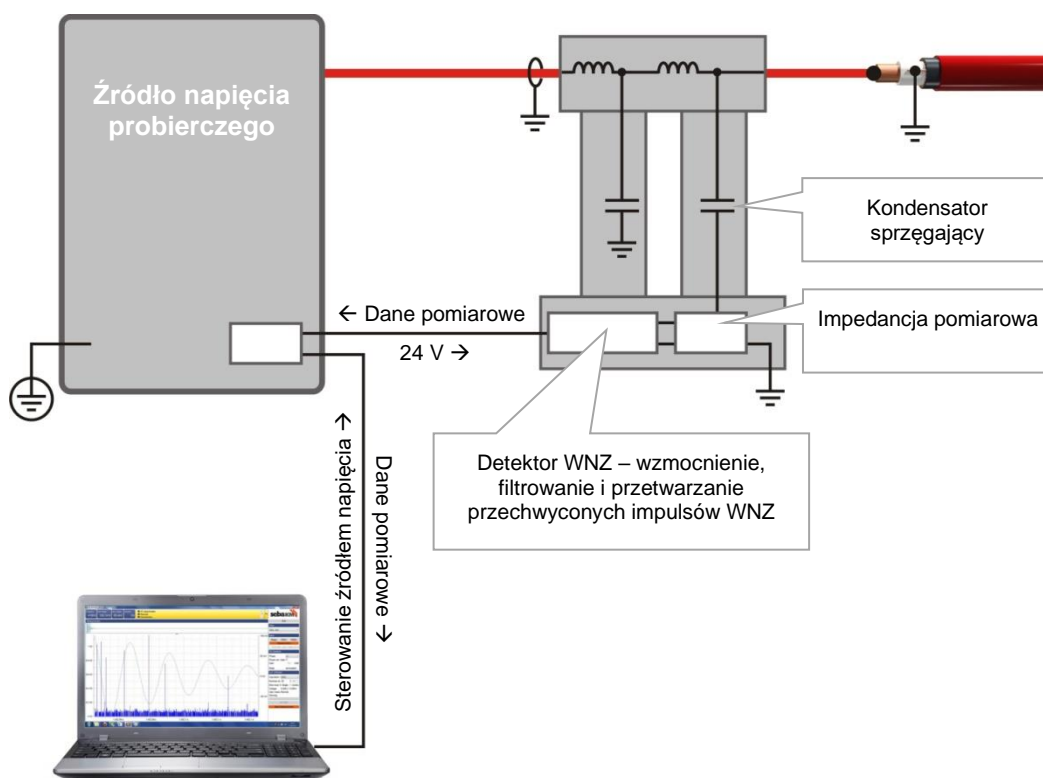 Źródło napięcia
probierczego
Kondensator
sprzęgający
← Dane pomiarowe
24 V →
Impedancja pomiarowa
Detektor WNZ – wzmocnienie,
filtrowanie i przetwarzanie
przechwyconych impulsów WNZ
Sterowanie źródłem napięcia →
Dane pomiarowe →